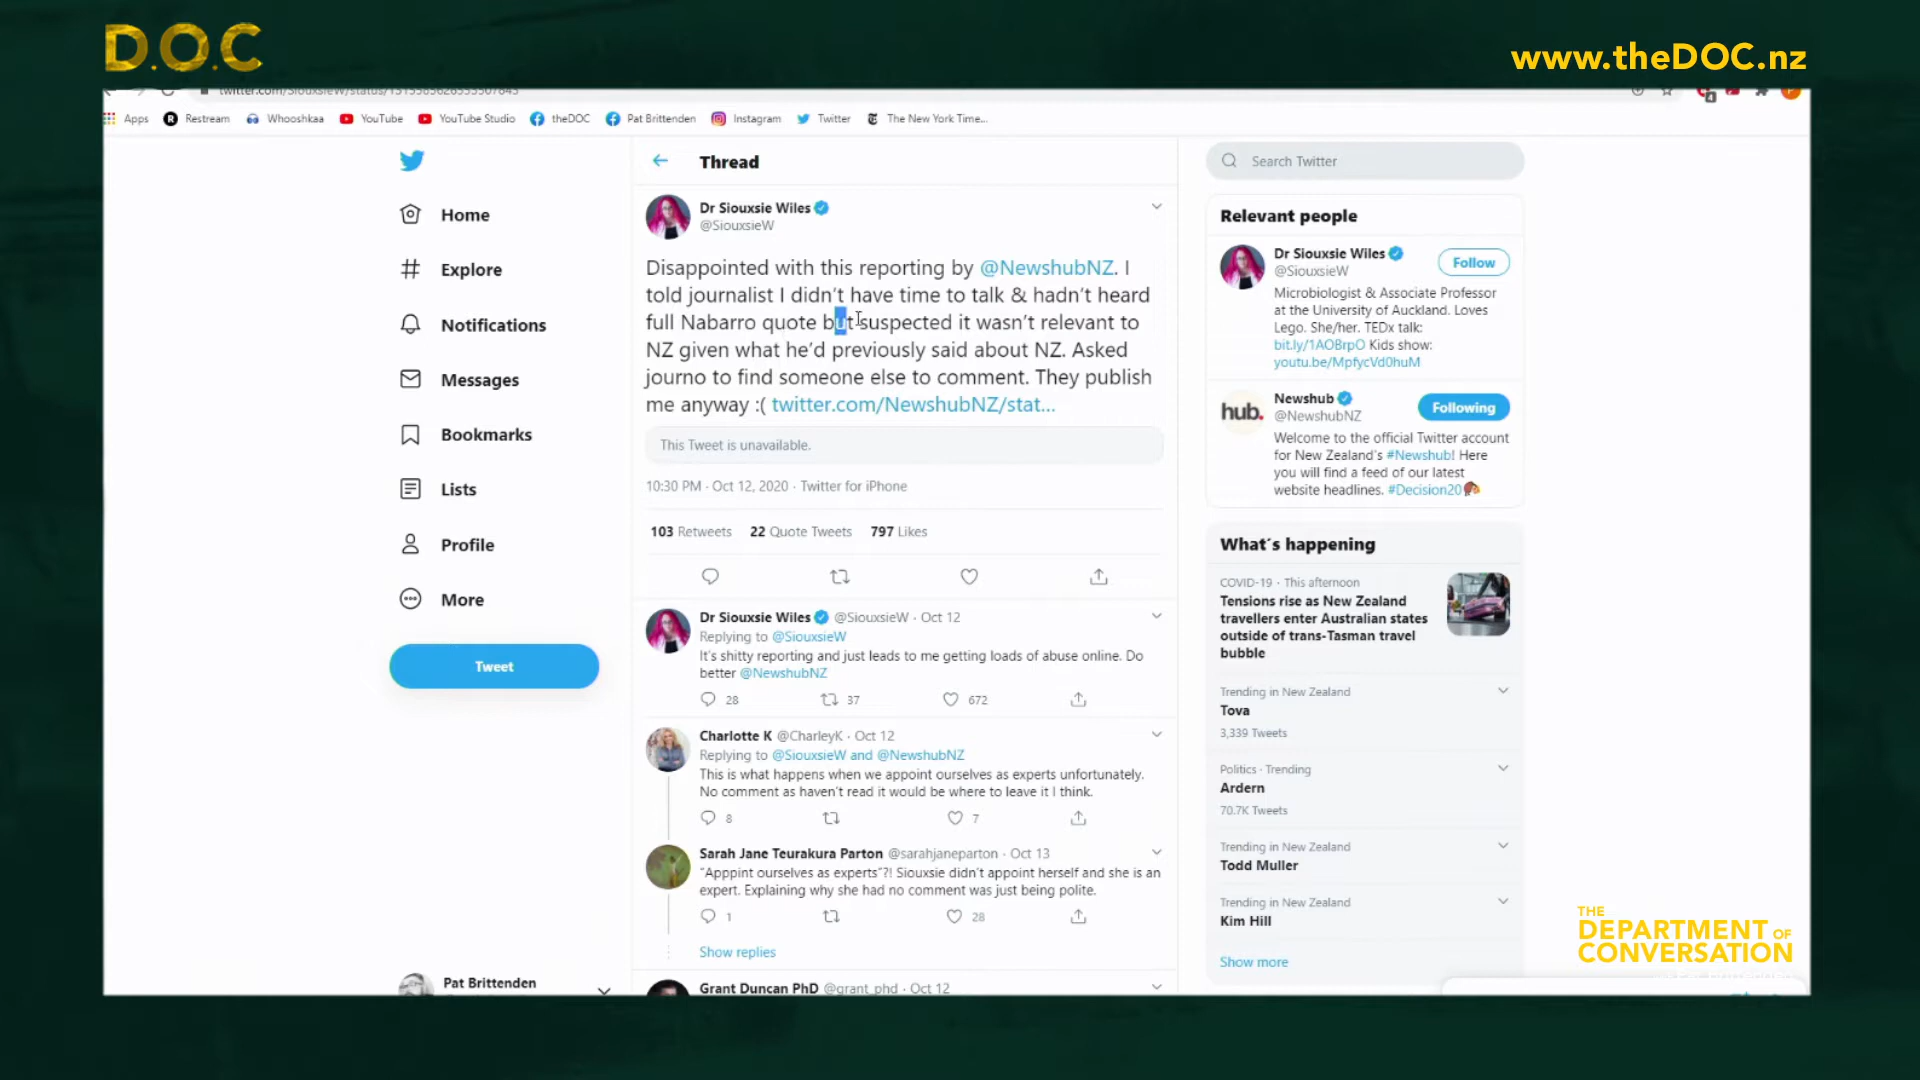 D.O.C
www.theDOC.nz
twitter.com/SiouxsieW/status/1315585626553507843
Apps
Restream
Whooshkaa
YouTube
YouTube Studio
theDOC
Pat Brittenden
Instagram
Twitter
The New York Time...
Home
Explore
Notifications
Messages
Bookmarks
Lists
Profile
More
Tweet
Pat Brittenden
Thread
Dr Siouxsie Wiles
@SiouxsieW
Disappointed with this reporting by @NewshubNZ. I
told journalist I didn't have time to talk & hadn't heard
full Nabarro quote but suspected it wasn't relevant to
NZ given what he'd previously said about NZ. Asked
journo to find someone else to comment. They publish
me anyway :( twitter.com/NewshubNZ/stat...
This Tweet is unavailable.
10:30 PM · Oct 12, 2020 · Twitter for iPhone
103 Retweets 22 Quote Tweets 797 Likes
Dr Siouxsie Wiles @SiouxsieW · Oct 12
Replying to @SiouxsieW
It's shitty reporting and just leads to me getting loads of abuse online. Do
better @NewshubNZ
28 37 672
Charlotte K @CharleyK · Oct 12
Replying to @SiouxsieW and @NewshubNZ
This is what happens when we appoint ourselves as experts unfortunately.
No comment as haven't read it would be where to leave it I think.
8 7
Sarah Jane Teurakura Parton @sarahjaneparton · Oct 13
"Apppint ourselves as experts"?! Siouxsie didn't appoint herself and she is an
expert. Explaining why she had no comment was just being polite.
1 28
Show replies
Grant Duncan PhD @grant_phd · Oct 12
Search Twitter
Relevant people
Dr Siouxsie Wiles
@SiouxsieW
Follow
Microbiologist & Associate Professor
at the University of Auckland. Loves
Lego. She/her. TEDx talk:
bit.ly/1AOBrpO Kids show:
youtu.be/MpfycVd0huM
hub.
Newshub
@NewshubNZ
Following
Welcome to the official Twitter account
for New Zealand's #Newshub! Here
you will find a feed of our latest
website headlines. #Decision20
What's happening
COVID-19 · This afternoon
Tensions rise as New Zealand
travellers enter Australian states
outside of trans-Tasman travel
bubble
Trending in New Zealand
Tova
3,339 Tweets
Politics · Trending
Ardern
70.7K Tweets
Trending in New Zealand
Todd Muller
Trending in New Zealand
Kim Hill
Show more
THE
DEPARTMENT OF
CONVERSATION